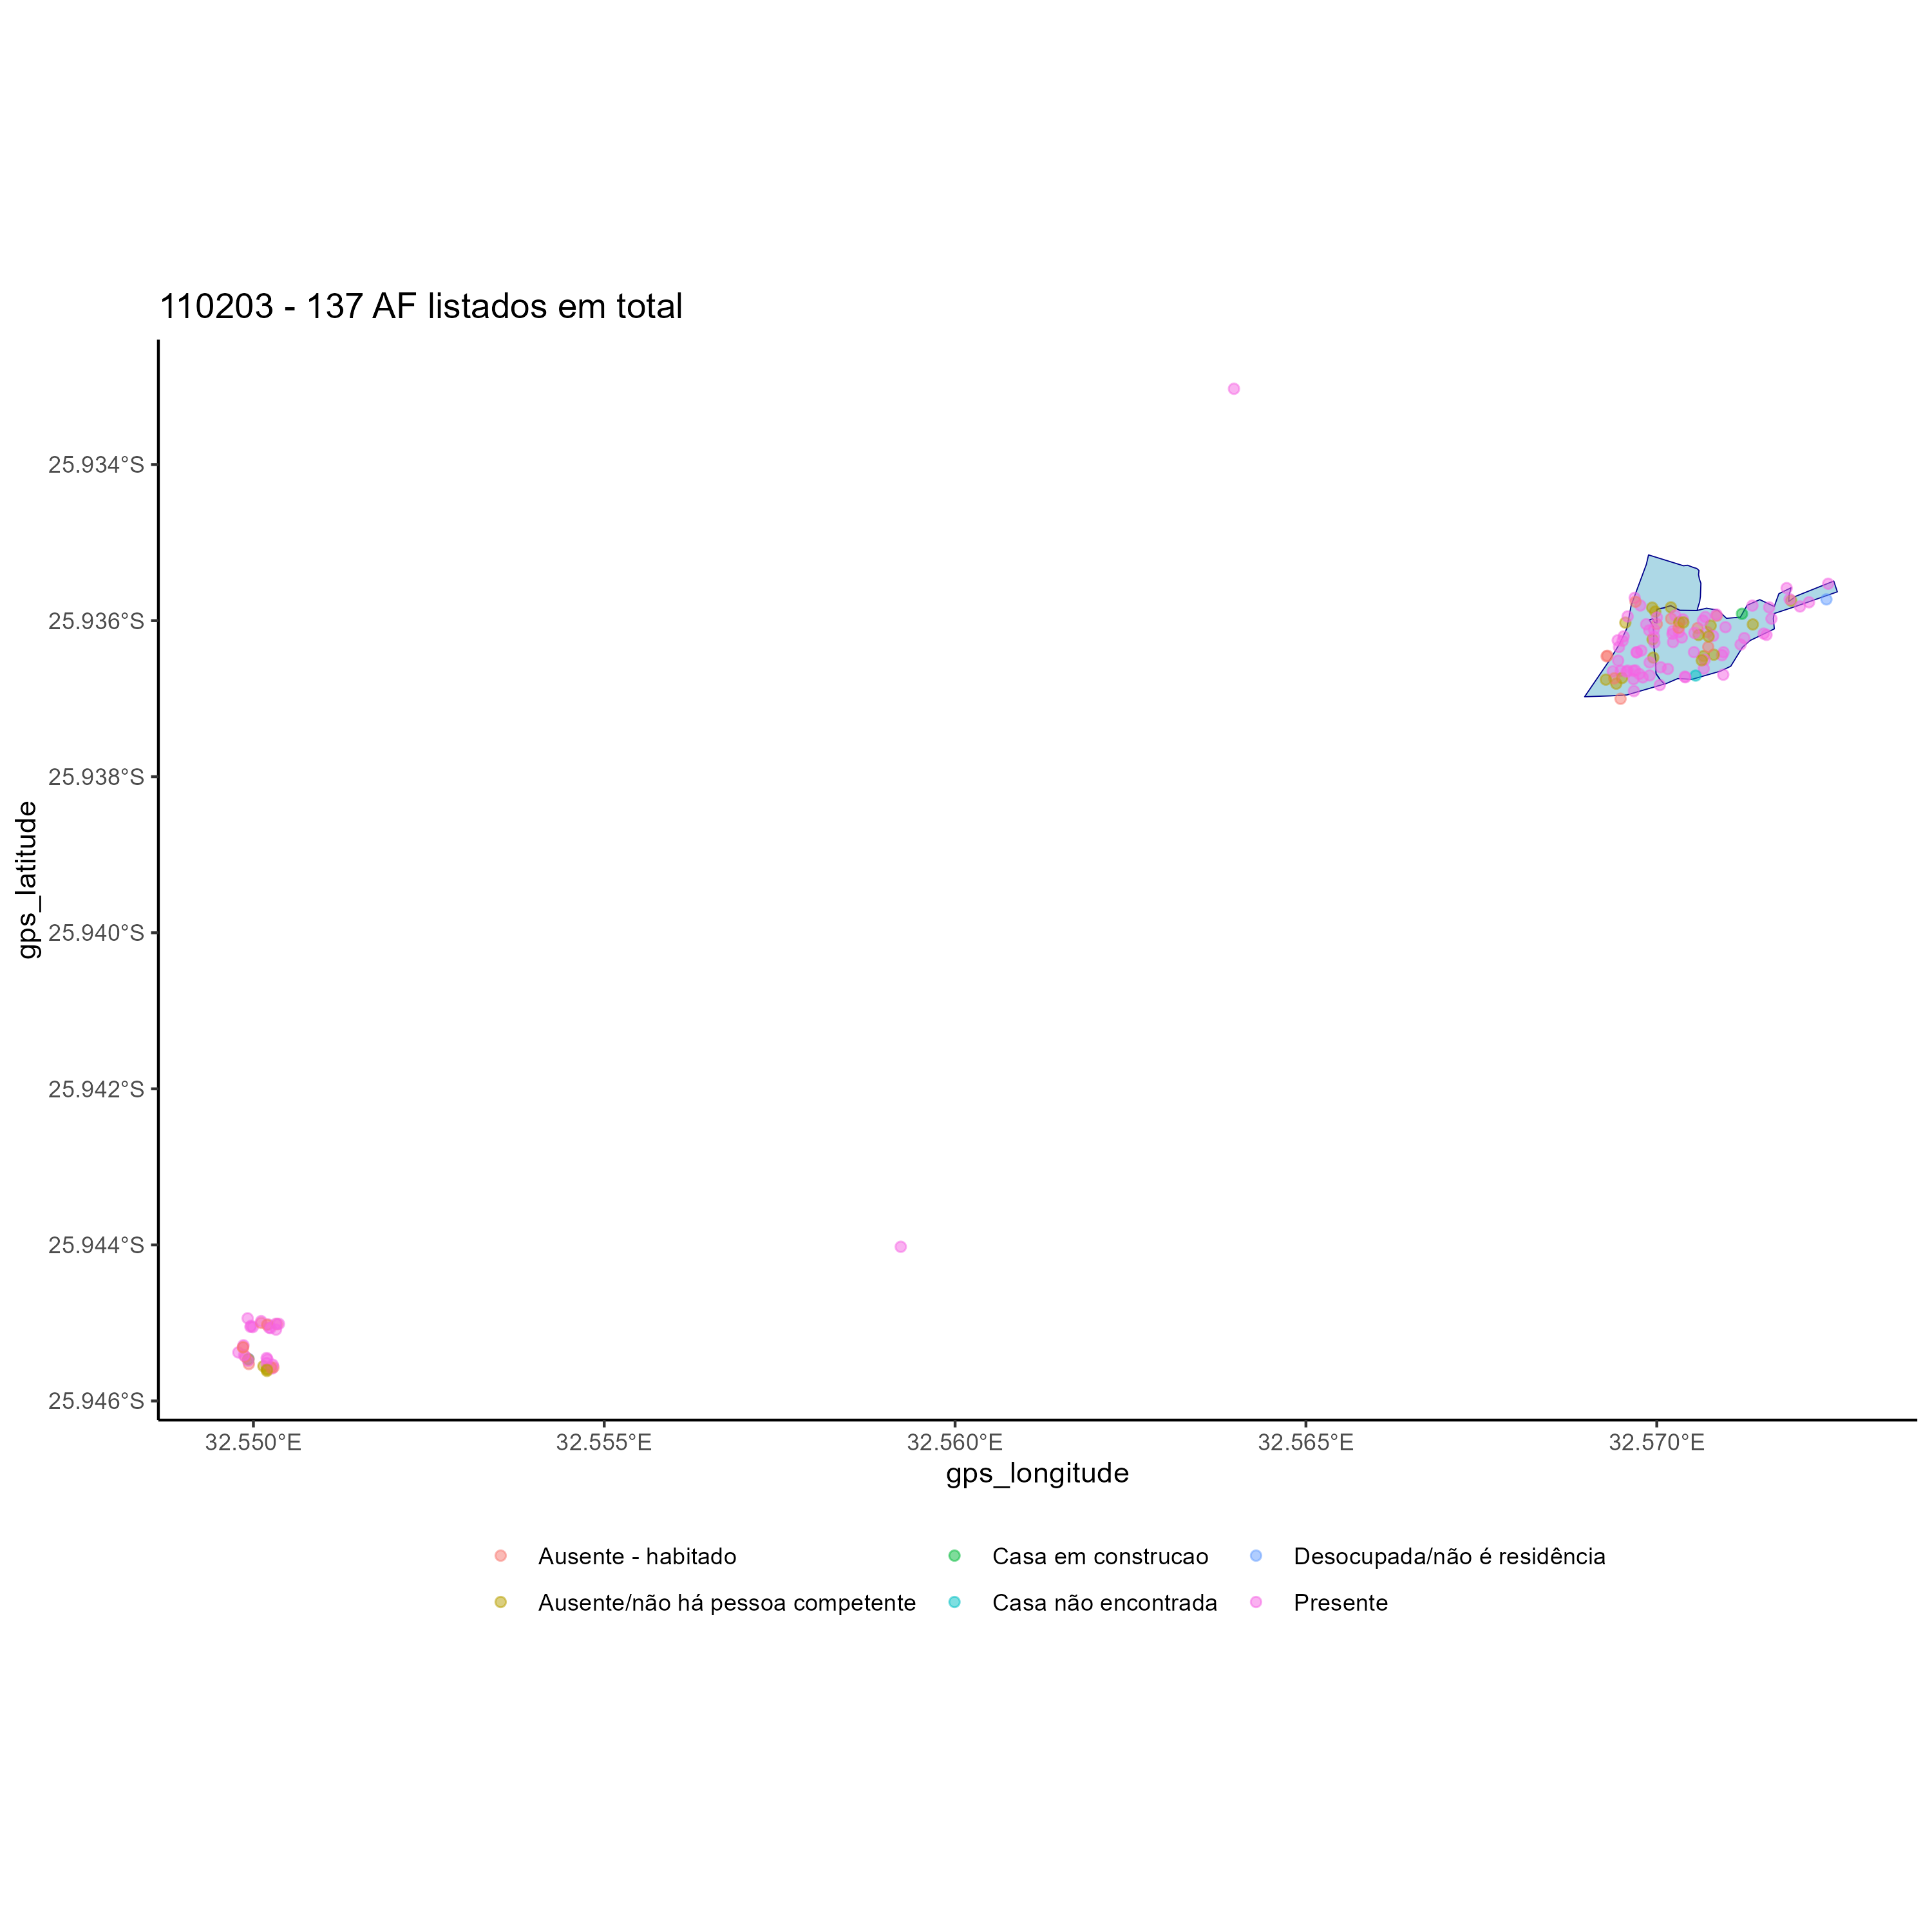 110203 - 137 AF listados em total
gps_latitude
25.934°S
25.936°S
25.938°S
25.940°S
25.942°S
25.944°S
25.946°S
32.550°E 32.555°E 32.560°E 32.565°E 32.570°E
gps_longitude
Ausente - habitado Casa em construcao Desocupada/não é residência
Ausente/não há pessoa competente Casa não encontrada Presente